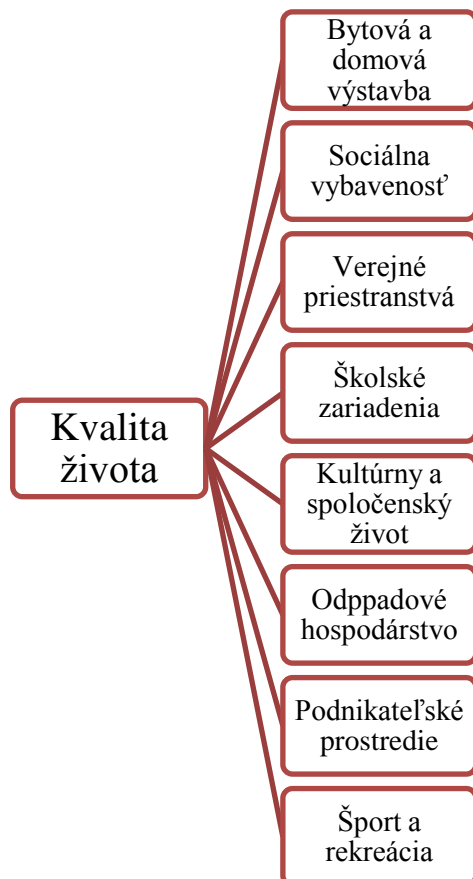 Kvalita
života
Bytová a
domová
výstavba
Sociálna
vybavenosť
Verejné
priestranstvá
Školské
zariadenia
Kultúrny a
spoločenský
život
Odppadové
hospodárstvo
Podnikateľské
prostredie
Šport a
rekreácia